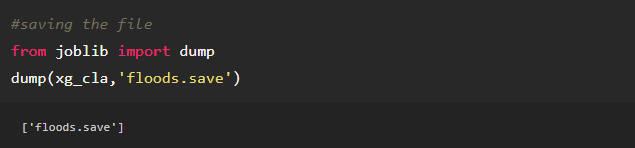 #saving the file
from joblib import dump
dump(xg_cla,'floods.save')
['floods.save']